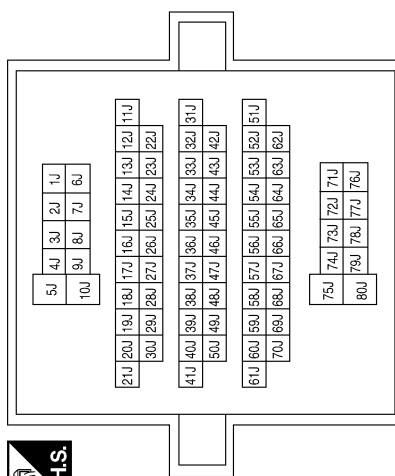 H.S.
5J 4J 3J 2J 1J
10J 9J 8J 7J 6J
21J 20J 19J 18J 17J 16J 15J 14J 13J 12J 11J
30J 29J 28J 27J 26J 25J 24J 23J 22J
41J 40J 39J 38J 37J 36J 35J 34J 33J 32J 31J
50J 49J 48J 47J 46J 45J 44J 43J 42J
61J 60J 59J 58J 57J 56J 55J 54J 53J 52J 51J
70J 69J 68J 67J 66J 65J 64J 63J 62J
75J 74J 73J 72J 71J
80J 79J 78J 77J 76J